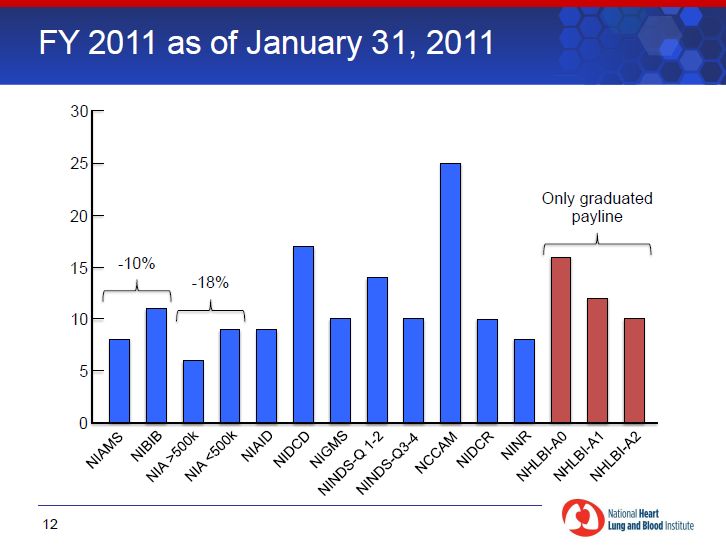 FY 2011 as of January 31, 2011
30
25
20
15
10
5
0
-10%
-18%
Only graduated
payline
NIAMS
NIBIB
NIA >500k
NIA <500k
NIAID
NIDCD
NIGMS
NINDS-Q 1-2
NINDS-Q3-4
NCCAM
NIDCR
NINR
NHLBI-A0
NHLBI-A1
NHLBI-A2
12
National Heart
Lung and Blood Institute